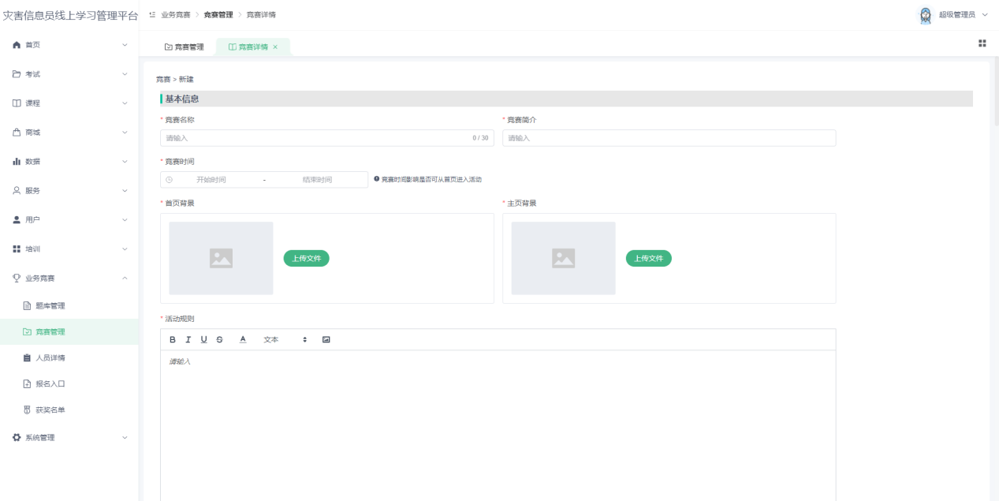 灾害信息员线上学习管理平台
业务竞赛 > 竞赛管理 > 竞赛详情
超级管理员
首页
考试
课程
商城
数据
服务
用户
培训
业务竞赛
题库管理
竞赛管理
人员详情
报名入口
获奖名单
系统管理
竞赛管理
竞赛详情 ×
竞赛 > 新建
基本信息
* 竞赛名称
请输入 0 / 30
* 竞赛简介
请输入
* 竞赛时间
开始时间 - 结束时间
竞赛时间影响是否可从首页进入活动
* 首页背景
上传文件
* 主页背景
上传文件
* 活动规则
B I U S A 文本
请输入